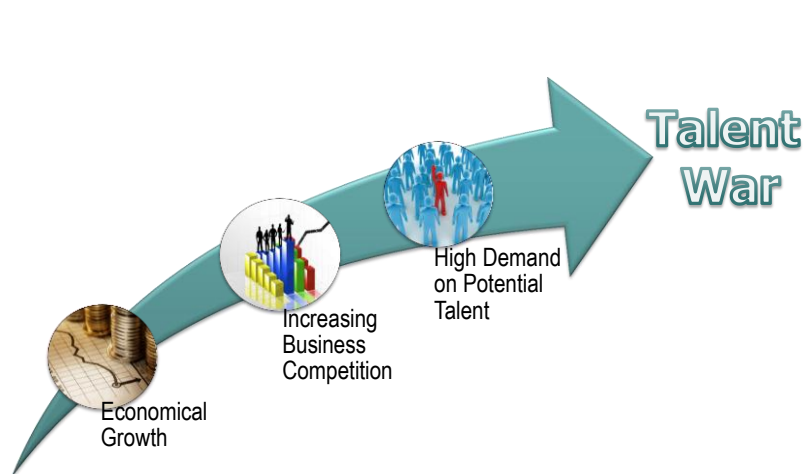 Talent
War
High Demand
on Potential
Talent
Increasing
Business
Competition
Economical
Growth